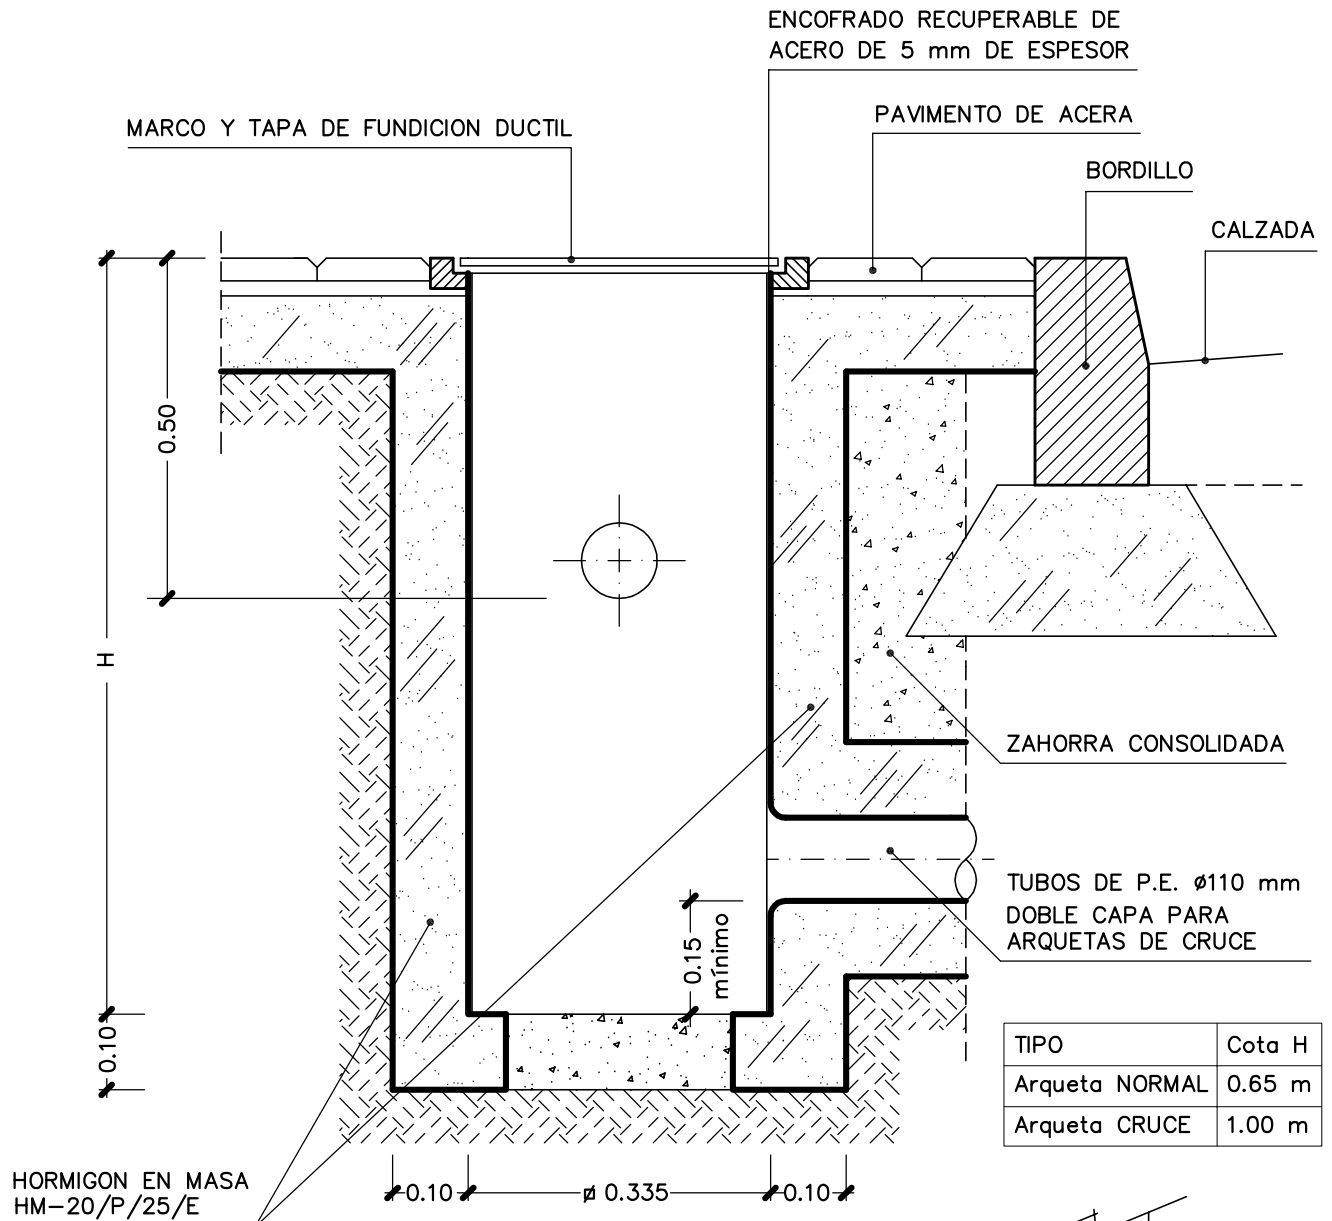 ENCOFRADO RECUPERABLE DE
ACERO DE 5 mm DE ESPESOR
MARCO Y TAPA DE FUNDICION DUCTIL
PAVIMENTO DE ACERA
BORDILLO
CALZADA
0.50
H
ZAHORRA CONSOLIDADA
TUBOS DE P.E. ø110 mm
DOBLE CAPA PARA
ARQUETAS DE CRUCE
0.15
mínimo
0.10
TIPO Cota H
Arqueta NORMAL 0.65 m
Arqueta CRUCE 1.00 m
HORMIGON EN MASA
HM-20/P/25/E
0.10 ø 0.335 0.10